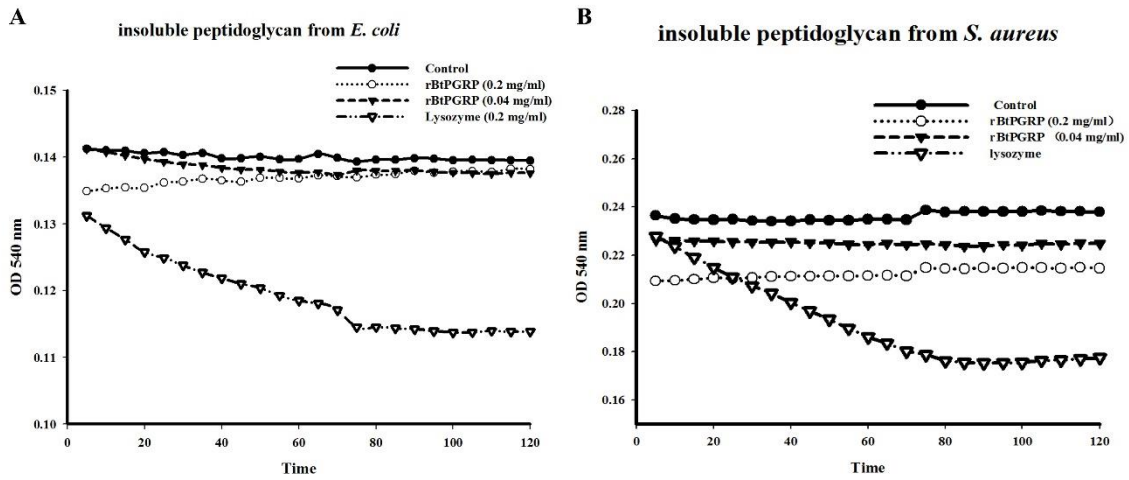 A
insoluble peptidoglycan from E. coli
Control
rBtPGRP (0.2 mg/ml)
rBtPGRP (0.04 mg/ml)
Lysozyme (0.2 mg/ml)
0.15
0.14
0.13
0.12
0.11
0.10
OD 540 nm
0 20 40 60 80 100 120
Time
B
insoluble peptidoglycan from S. aureus
Control
rBtPGRP (0.2 mg/ml）
rBtPGRP （0.04 mg/ml)
lysozyme
0.28
0.26
0.24
0.22
0.20
0.18
0.16
OD 540 nm
0 20 40 60 80 100 120
Time